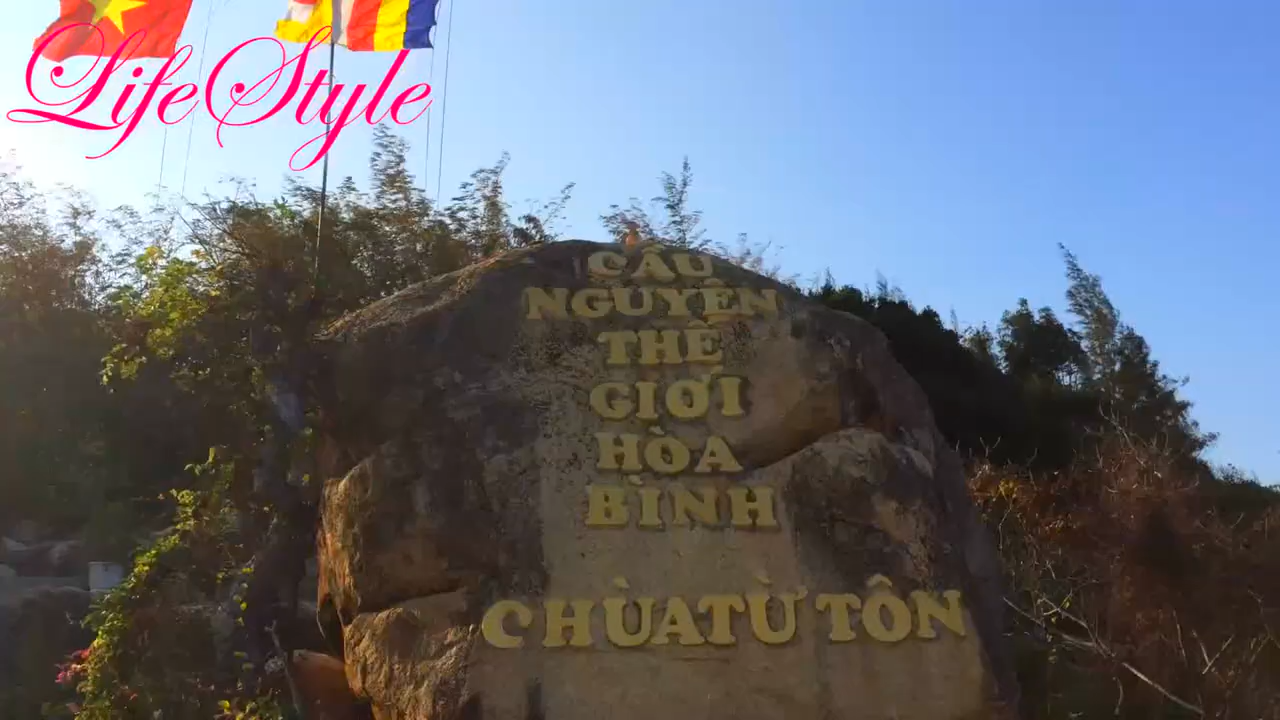 LifeStyle
CẦU
NGUYỆN
THẾ
GIỚI
HÒA
BÌNH
CHÙA TỪ TÔN